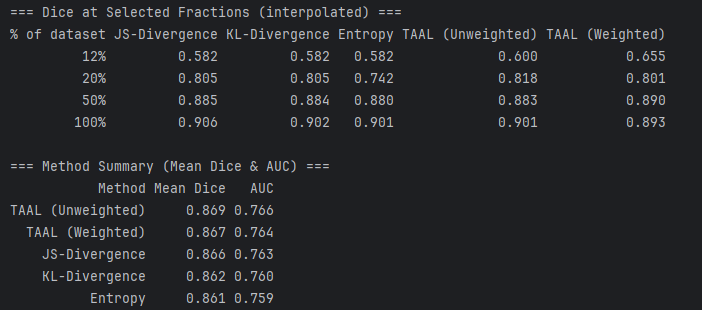 === Dice at Selected Fractions (interpolated) ===
% of dataset JS-Divergence KL-Divergence Entropy TAAL (Unweighted) TAAL (Weighted)
12% 0.582 0.582 0.582 0.600 0.655
20% 0.805 0.805 0.742 0.818 0.801
50% 0.885 0.884 0.880 0.883 0.890
100% 0.906 0.902 0.901 0.901 0.893
=== Method Summary (Mean Dice & AUC) ===
Method Mean Dice AUC
TAAL (Unweighted) 0.869 0.766
TAAL (Weighted) 0.867 0.764
JS-Divergence 0.866 0.763
KL-Divergence 0.862 0.760
Entropy 0.861 0.759